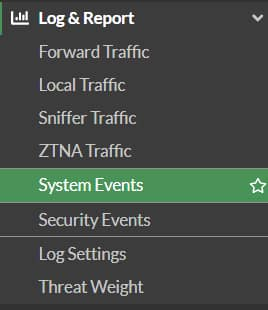 Log & Report
Forward Traffic
Local Traffic
Sniffer Traffic
ZTNA Traffic
System Events
Security Events
Log Settings
Threat Weight